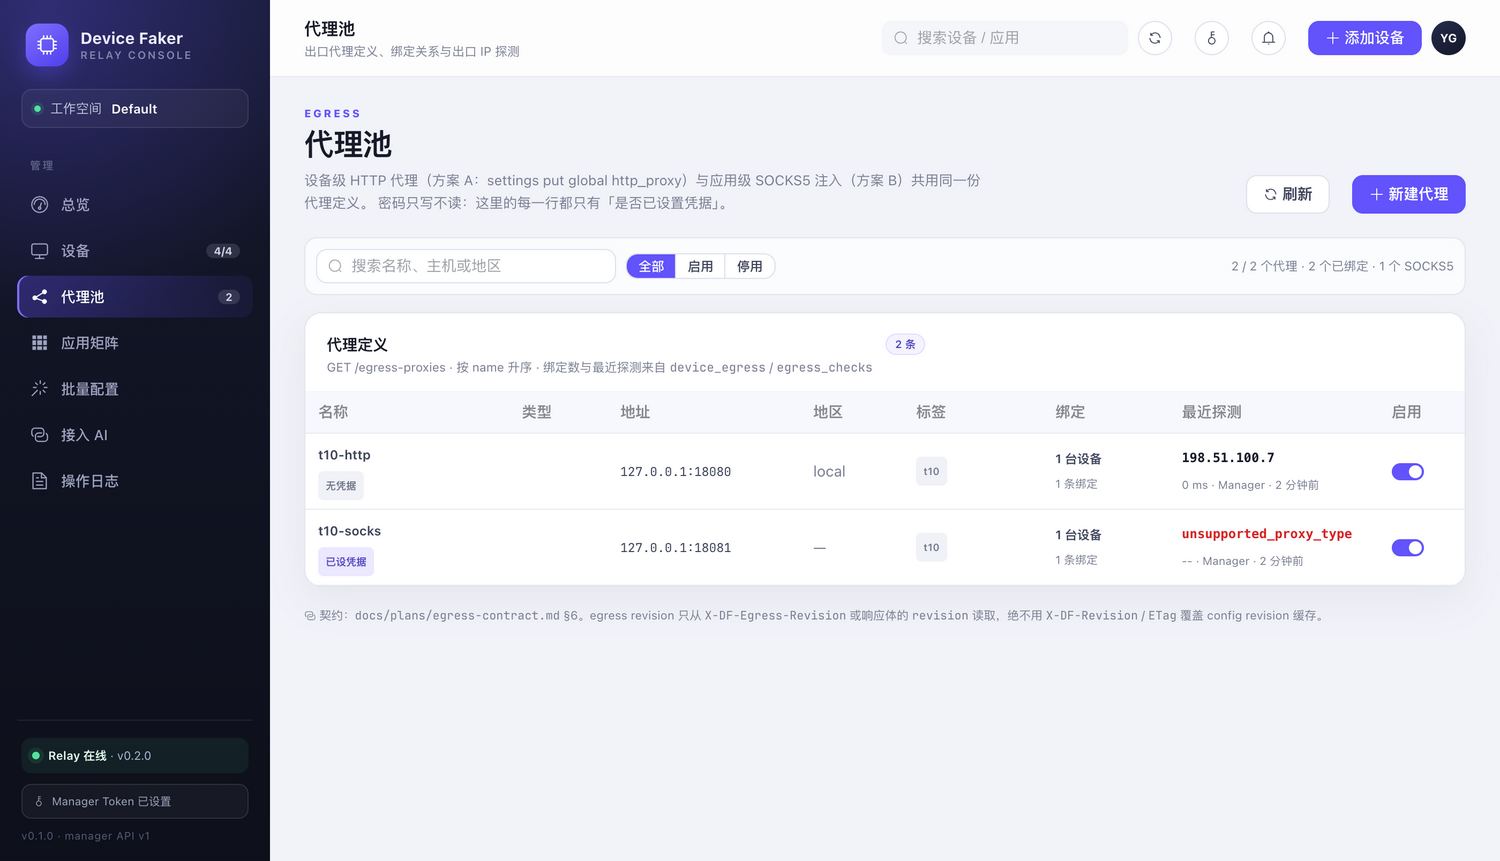 Device Faker
RELAY CONSOLE
工作空间 Default
管理
总览
设备 4/4
代理池 2
应用矩阵
批量配置
接入 AI
操作日志
Relay 在线 · v0.2.0
Manager Token 已设置
v0.1.0 · manager API v1
代理池
出口代理定义、绑定关系与出口 IP 探测
搜索设备 / 应用
添加设备
YG
EGRESS
代理池
设备级 HTTP 代理（方案 A：settings put global http_proxy）与应用级 SOCKS5 注入（方案 B）共用同一份
代理定义。 密码只写不读：这里的每一行都只有「是否已设置凭据」。
刷新
新建代理
搜索名称、主机或地区
全部 启用 停用
2 / 2 个代理 · 2 个已绑定 · 1 个 SOCKS5
代理定义
2 条
GET /egress-proxies · 按 name 升序 · 绑定数与最近探测来自 device_egress / egress_checks
名称 类型 地址 地区 标签 绑定 最近探测 启用
t10-http
无凭据
127.0.0.1:18080
local
t10
1 台设备
1 条绑定
198.51.100.7
0 ms · Manager · 2 分钟前
t10-socks
已设凭据
127.0.0.1:18081
—
t10
1 台设备
1 条绑定
unsupported_proxy_type
-- · Manager · 2 分钟前
契约：docs/plans/egress-contract.md §6。egress revision 只从 X-DF-Egress-Revision 或响应体的 revision 读取，绝不用 X-DF-Revision / ETag 覆盖 config revision 缓存。